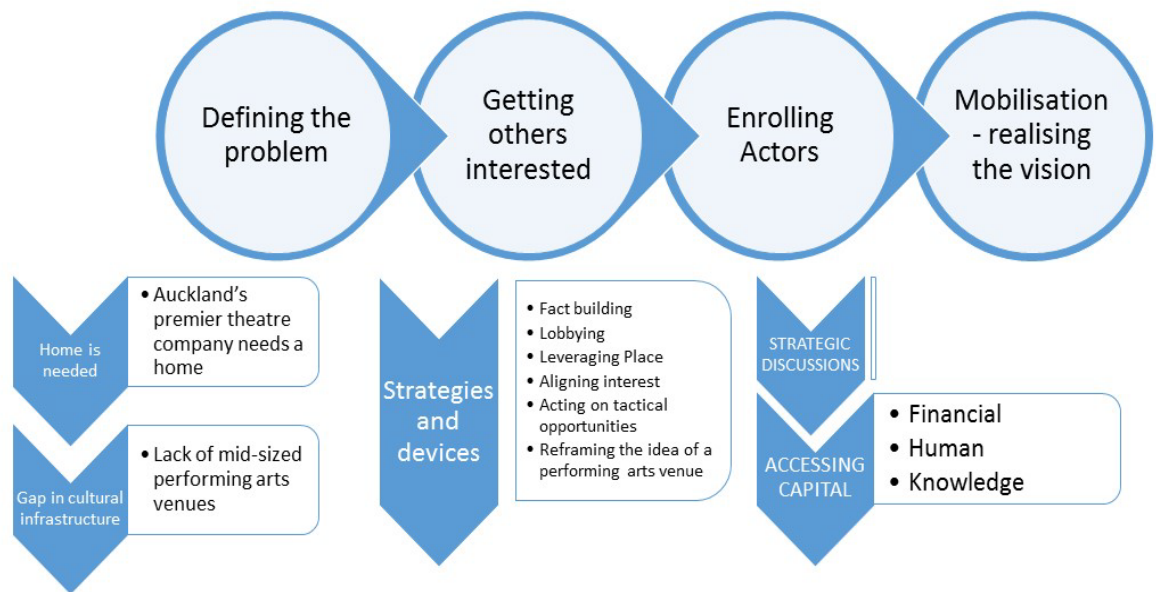 Defining the
problem
Getting
others
interested
Enrolling
Actors
Mobilisation
- realising
the vision
Home is
needed
• Auckland's
premier theatre
company needs a
home
Gap in cultural
infrastructure
• Lack of mid-sized
performing arts
venues
Strategies
and
devices
• Fact building
• Lobbying
• Leveraging Place
• Aligning interest
• Acting on tactical
opportunities
• Reframing the idea of a
performing arts venue
STRATEGIC
DISCUSSIONS
ACCESSING
CAPITAL
• Financial
• Human
• Knowledge